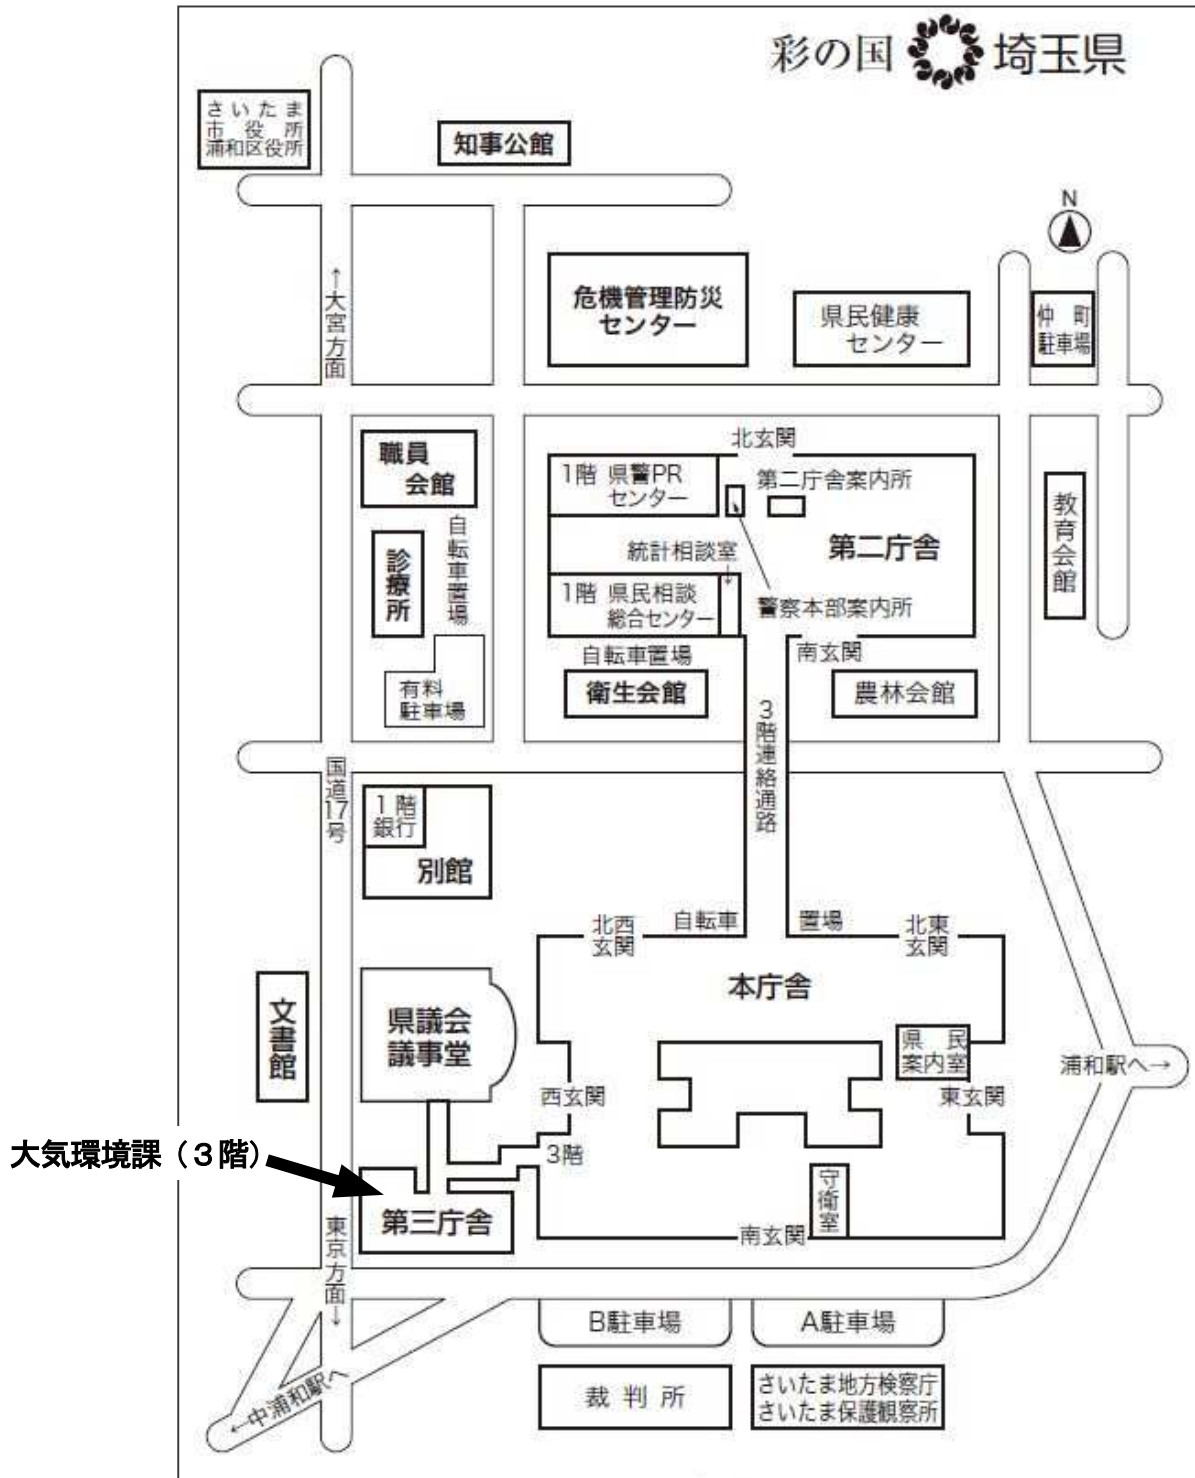 彩の国 埼玉県
さいたま
市役所
浦和区役所
知事公館
N
←大宮方面
危機管理防災
センター
県民健康
センター
仲町
駐車場
職員
会館
北玄関
1階 県警PR
センター
第二庁舎案内所
自転車置場
診療所
統計相談室
↓
第二庁舎
教育会館
1階 県民相談
総合センター
警察本部案内所
自転車置場
南玄関
有料
駐車場
衛生会館
農林会館
3階連絡通路
国道17号
1階
銀行
別館
北西
玄関
自転車
置場
北東
玄関
本庁舎
文書館
県議会
議事堂
県民
案内室
浦和駅へ→
西玄関
東玄関
大気環境課(3階)
3階
守衛室
第三庁舎
南玄関
東京方面→
B駐車場
A駐車場
←中浦和駅へ
裁判所
さいたま地方検察庁
さいたま保護観察所